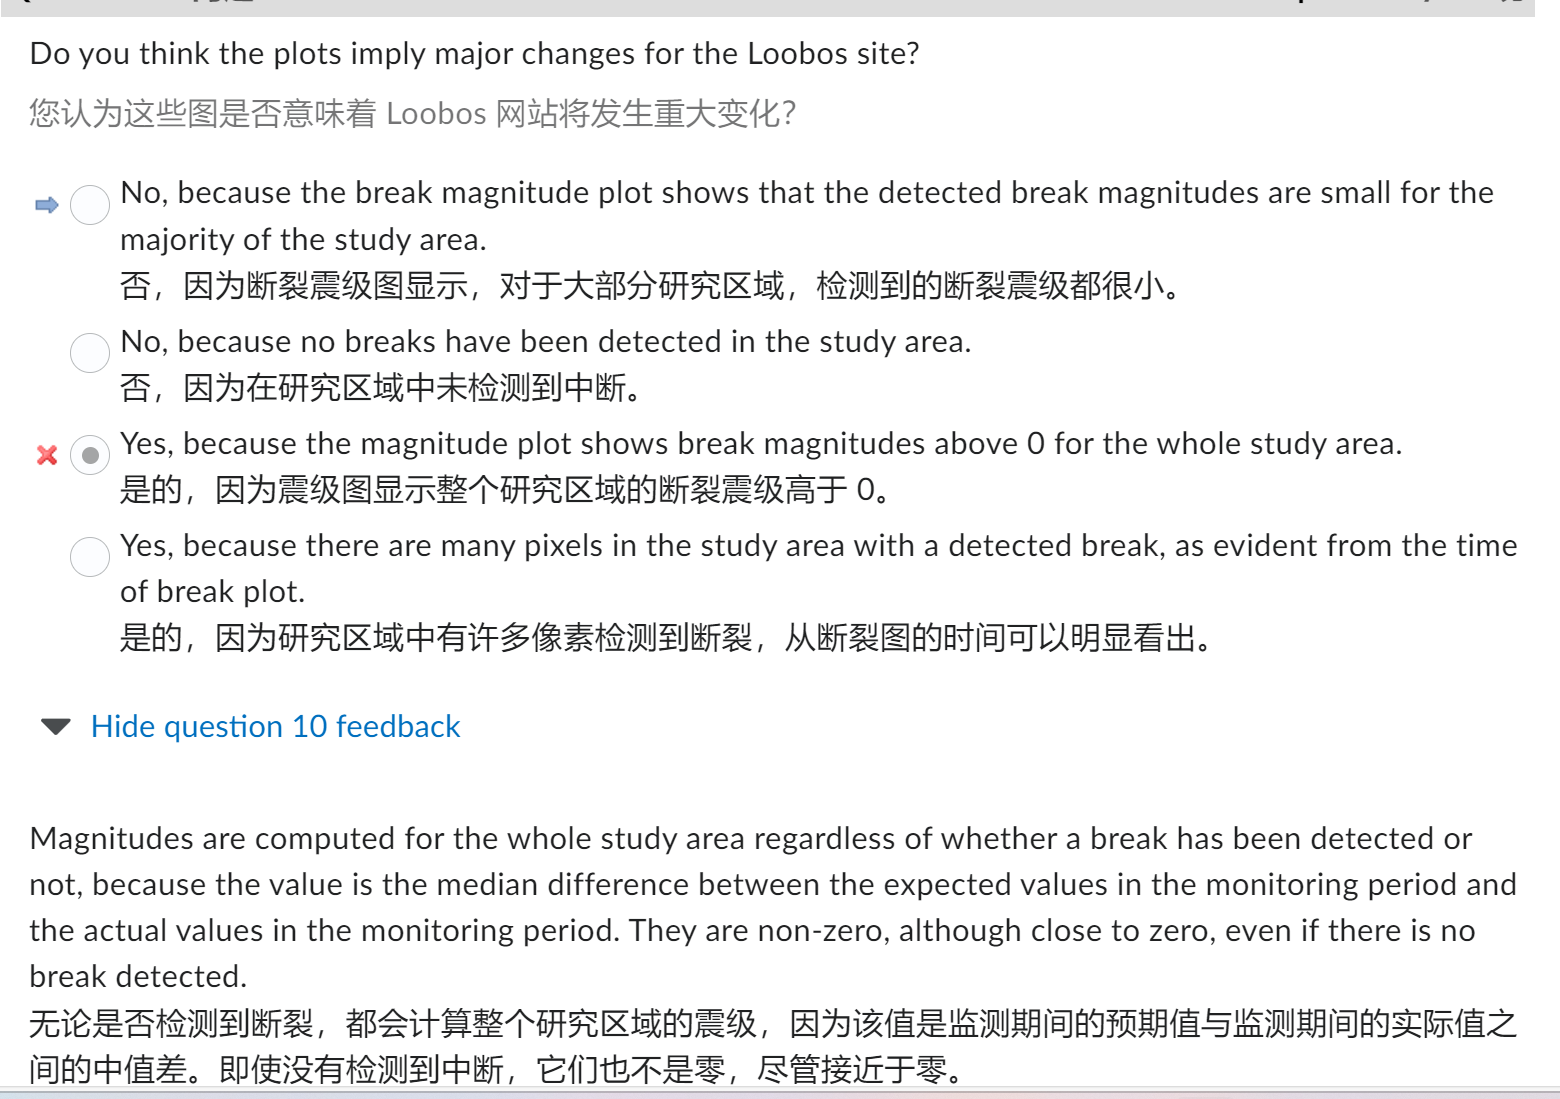 Do you think the plots imply major changes for the Loobos site?
您认为这些图是否意味着 Loobos 网站将发生重大变化？
No, because the break magnitude plot shows that the detected break magnitudes are small for the
majority of the study area.
否，因为断裂震级图显示，对于大部分研究区域，检测到的断裂震级都很小。
No, because no breaks have been detected in the study area.
否，因为在研究区域中未检测到中断。
Yes, because the magnitude plot shows break magnitudes above 0 for the whole study area.
是的，因为震级图显示整个研究区域的断裂震级高于 0。
Yes, because there are many pixels in the study area with a detected break, as evident from the time
of break plot.
是的，因为研究区域中有许多像素检测到断裂，从断裂图的时间可以明显看出。
Hide question 10 feedback
Magnitudes are computed for the whole study area regardless of whether a break has been detected or
not, because the value is the median difference between the expected values in the monitoring period and
the actual values in the monitoring period. They are non-zero, although close to zero, even if there is no
break detected.
无论是否检测到断裂，都会计算整个研究区域的震级，因为该值是监测期间的预期值与监测期间的实际值之
间的中值差。即使没有检测到中断，它们也不是零，尽管接近于零。